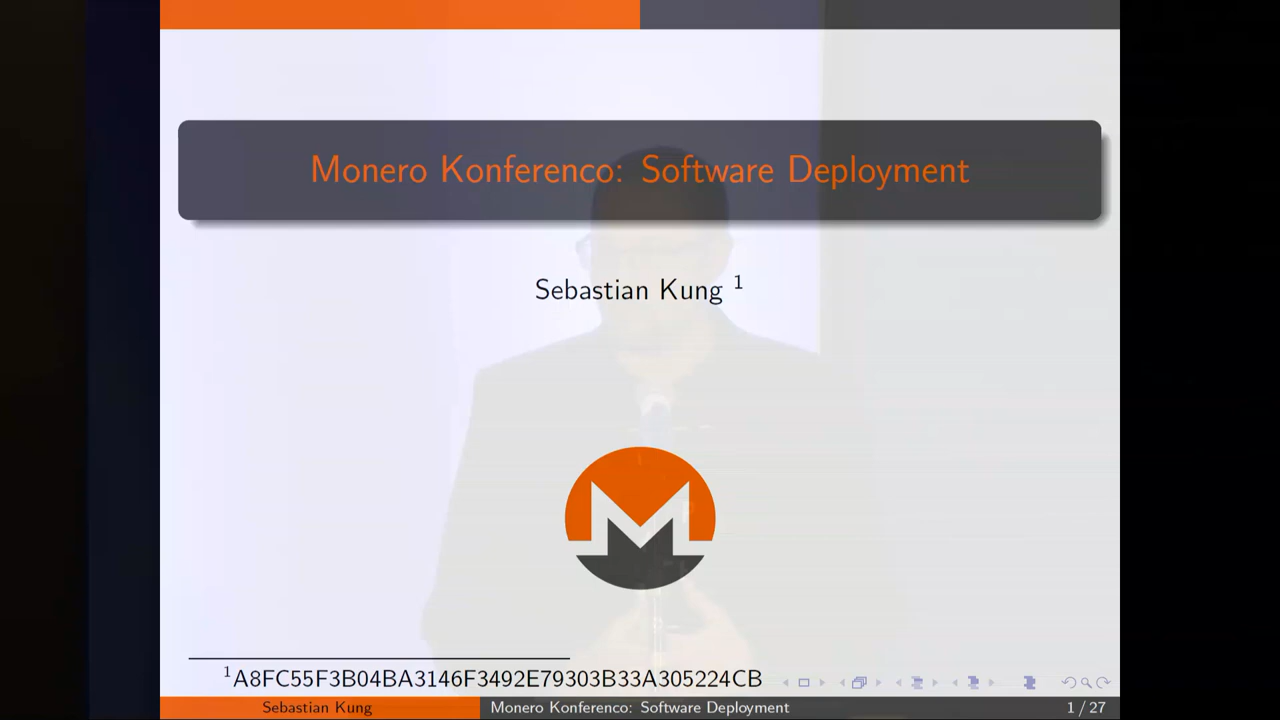 Monero Konferenco: Software Deployment
Sebastian Kung 1
1A8FC55F3B04BA3146F3492E79303B33A305224CB
Sebastian Kung
Monero Konferenco: Software Deployment
1 / 27